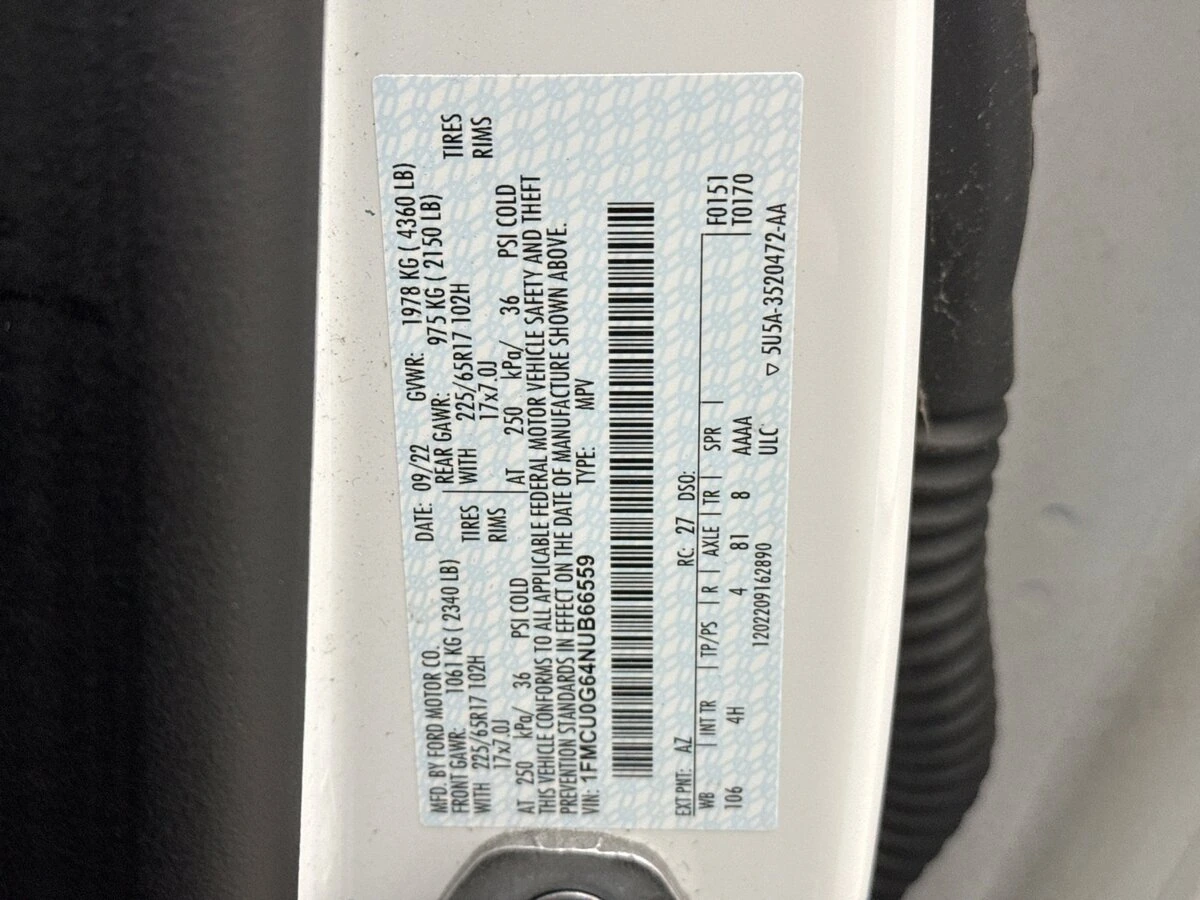 MFD. BY FORD MOTOR CO. DATE: 09/22 GVWR: 1978 KG ( 4360 LB)
FRONT GAWR: 1061 KG ( 2340 LB) REAR GAWR: 975 KG ( 2150 LB)
WITH 225/65R17 102H TIRES WITH 225/65R17 102H TIRES
17x7.0J RIMS 17x7.0J RIMS
AT 250 kPa/ 36 PSI COLD AT 250 kPa/ 36 PSI COLD
THIS VEHICLE CONFORMS TO ALL APPLICABLE FEDERAL MOTOR VEHICLE SAFETY AND THEFT
PREVENTION STANDARDS IN EFFECT ON THE DATE OF MANUFACTURE SHOWN ABOVE.
VIN: 1FMCU0G64NUB66559 TYPE: MPV
EXT PNT: AZ RC: 27 DSO:
WB | INT TR | TP/PS | R | AXLE | TR | SPR | F0151
106 4H 4 81 8 AAAA T0170
1202209162890 ULC ▽ 5U5A-3520472-AA